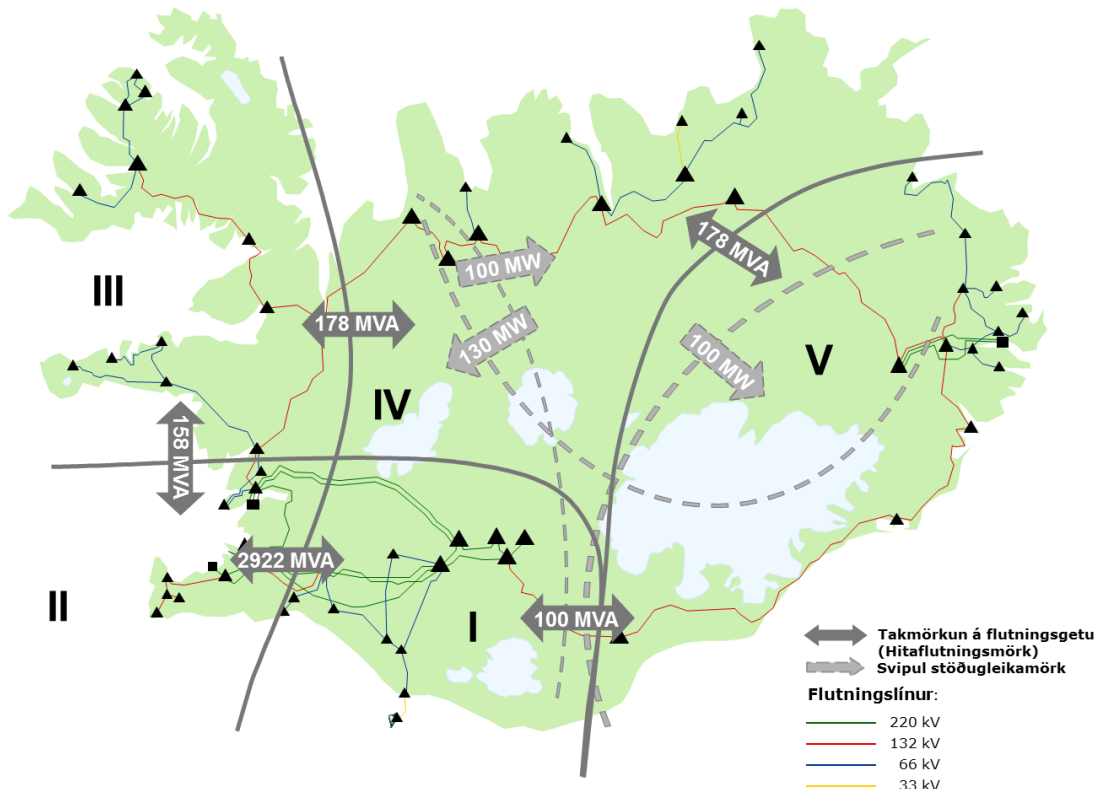 III
178 MVA
100 MW
130 MW
178 MVA
100 MW
V
IV
158 MVA
2922 MVA
II
I
100 MVA
Takmörkun á flutningsgetu
(Hitaflutningsmörk)
Svipul stöðugleikamörk
Flutningslínur:
220 kV
132 kV
66 kV
33 kV